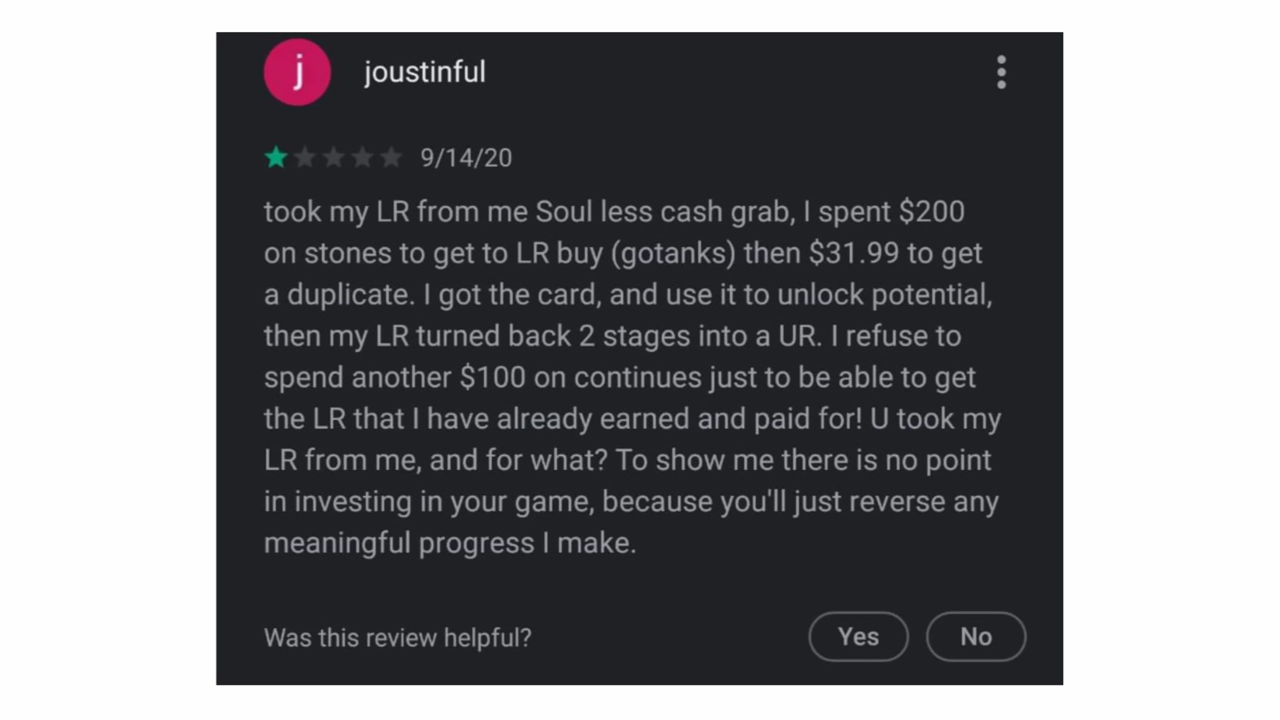 j
joustinful
9/14/20
took my LR from me Soul less cash grab, I spent $200
on stones to get to LR buy (gotanks) then $31.99 to get
a duplicate. I got the card, and use it to unlock potential,
then my LR turned back 2 stages into a UR. I refuse to
spend another $100 on continues just to be able to get
the LR that I have already earned and paid for! U took my
LR from me, and for what? To show me there is no point
in investing in your game, because you'll just reverse any
meaningful progress I make.
Was this review helpful?
Yes
No